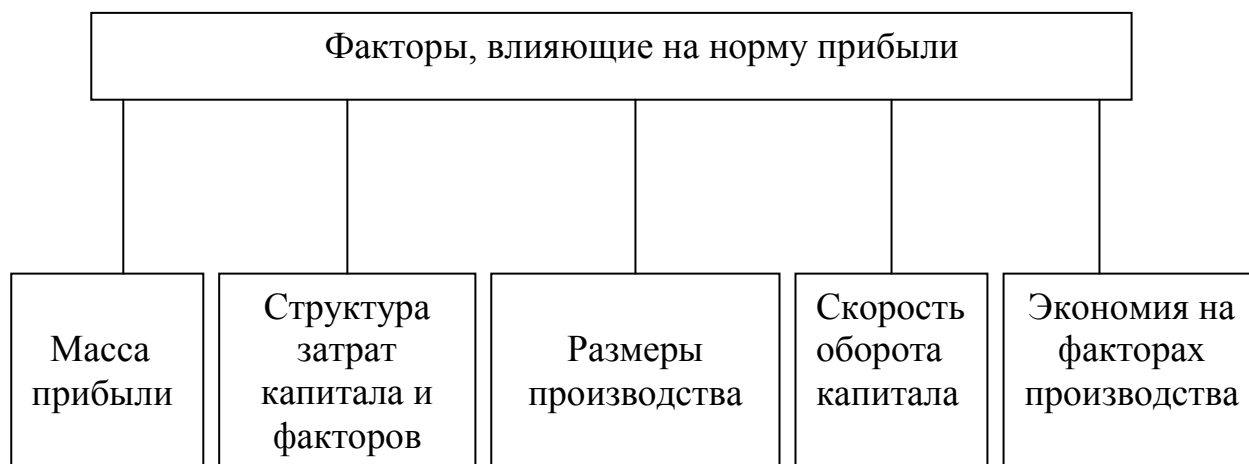 Факторы, влияющие на норму прибыли
Масса
прибыли
Структура
затрат
капитала и
факторов
Размеры
производства
Скорость
оборота
капитала
Экономия на
факторах
производства